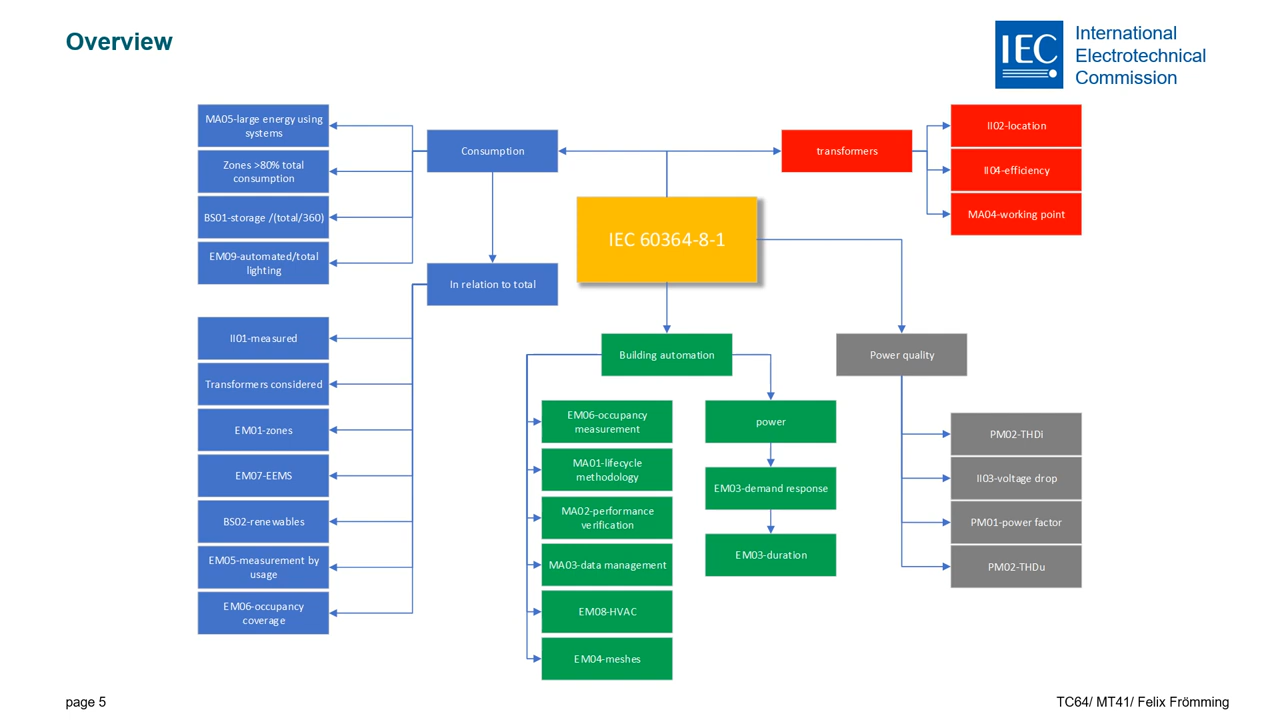 Overview
IEC
International
Electrotechnical
Commission
MA05-large energy using
systems
Zones >80% total
consumption
BS01-storage /(total/360)
EM09-automated/total
lighting
Consumption
In relation to total
II01-measured
Transformers considered
EM01-zones
EM07-EEMS
BS02-renewables
EM05-measurement by
usage
EM06-occupancy
coverage
IEC 60364-8-1
transformers
II02-location
II04-efficiency
MA04-working point
Building automation
EM06-occupancy
measurement
MA01-lifecycle
methodology
MA02-performance
verification
MA03-data management
EM08-HVAC
EM04-meshes
power
EM03-demand response
EM03-duration
Power quality
PM02-THDi
II03-voltage drop
PM01-power factor
PM02-THDu
page 5
TC64/ MT41/ Felix Frömming